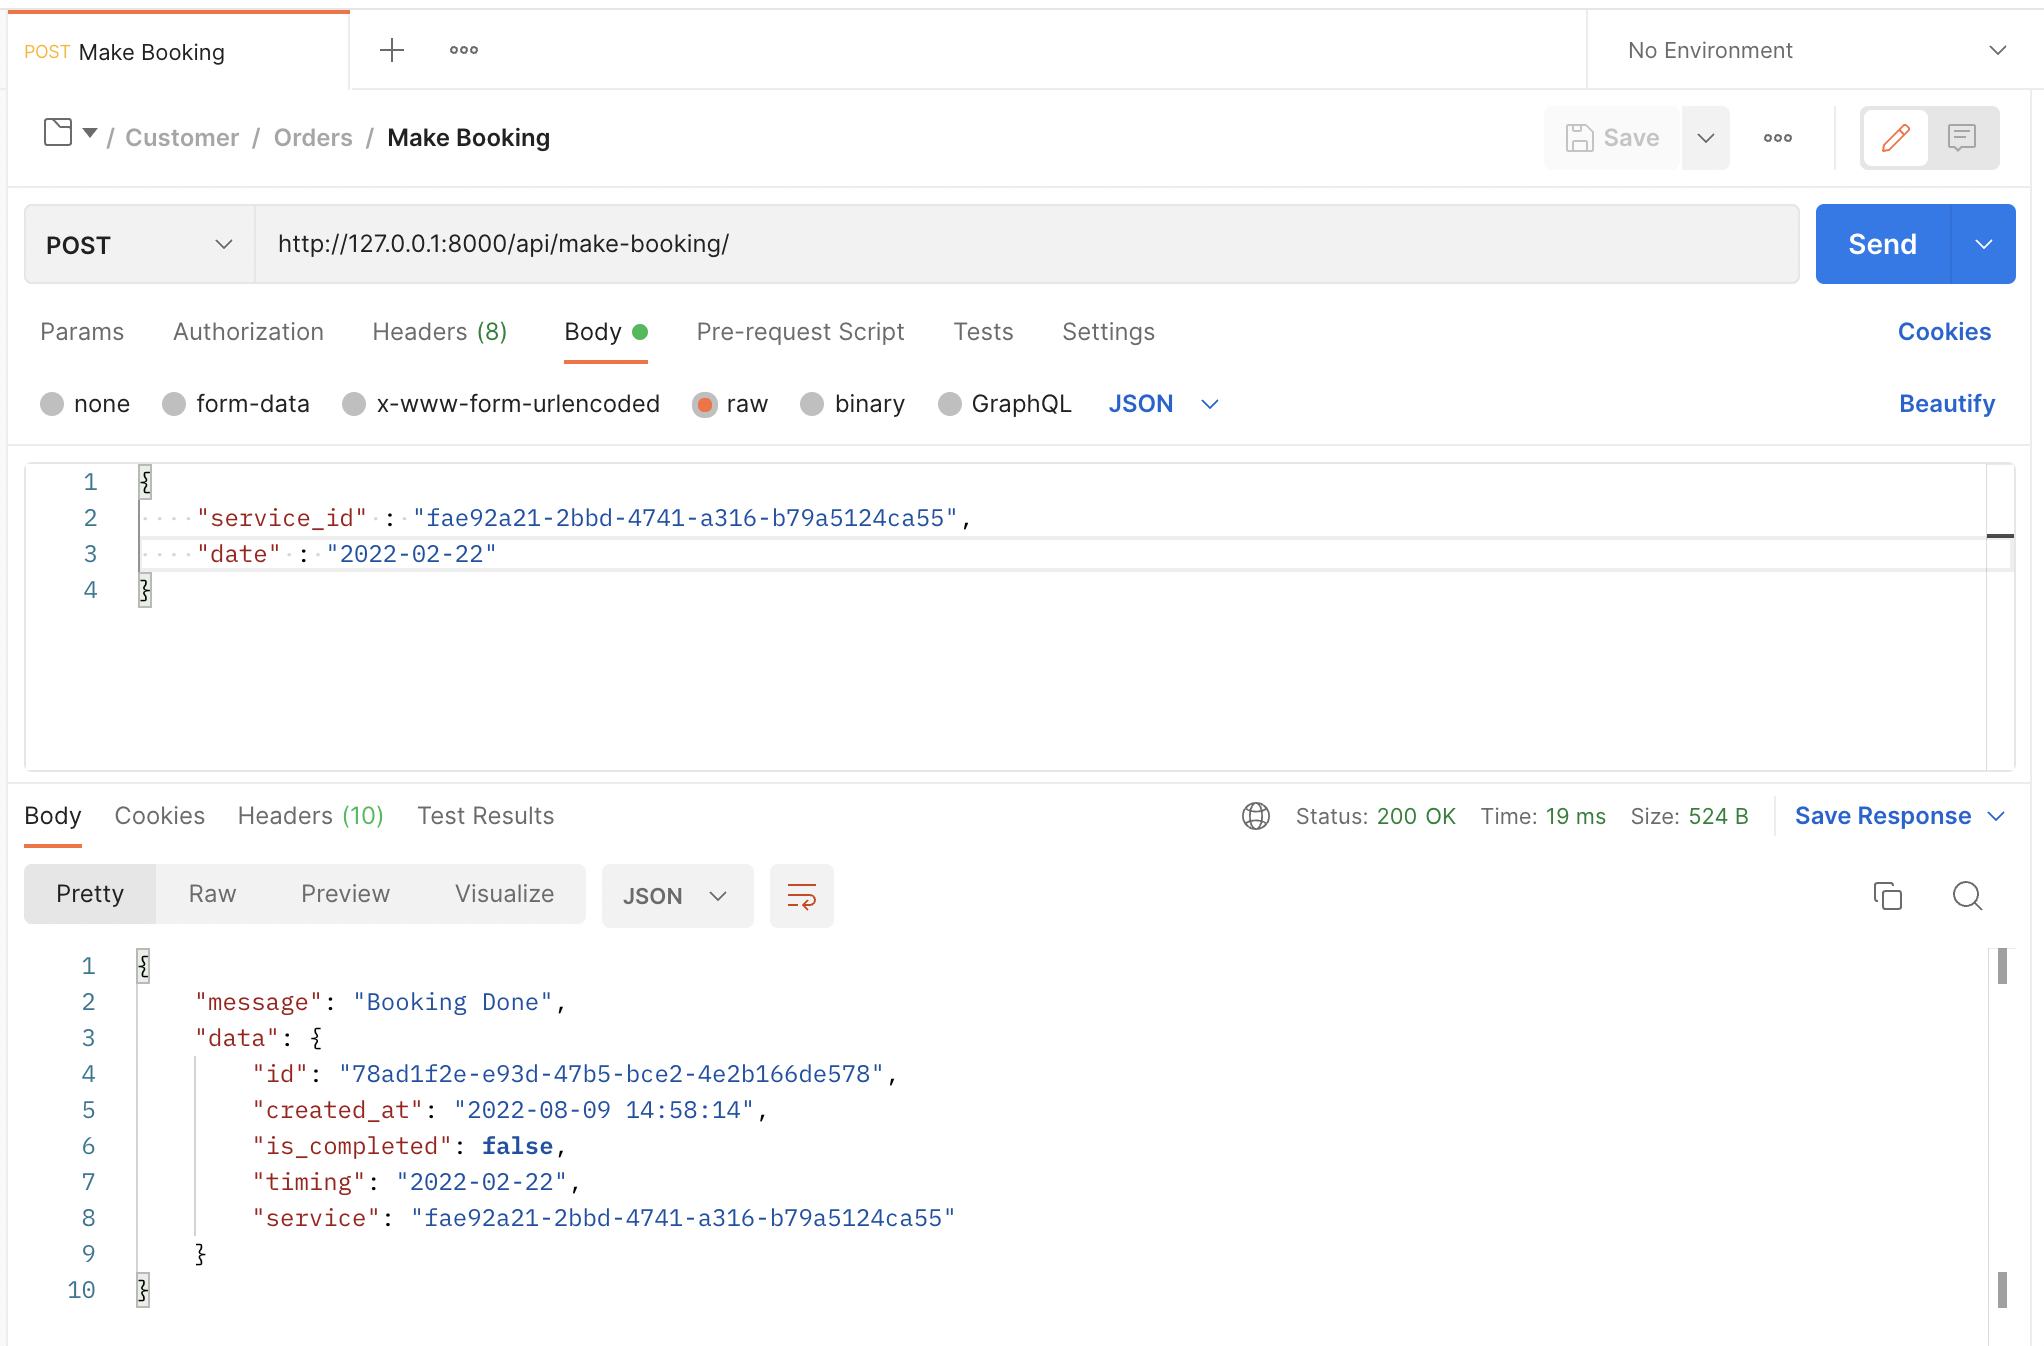 POST Make Booking
No Environment
/ Customer / Orders / Make Booking
Save
POST
http://127.0.0.1:8000/api/make-booking/
Send
Params Authorization Headers (8) Body Pre-request Script Tests Settings Cookies
none form-data x-www-form-urlencoded raw binary GraphQL JSON Beautify
1 {
2 "service_id" : "fae92a21-2bbd-4741-a316-b79a5124ca55",
3 "date" : "2022-02-22"
4 }
Body Cookies Headers (10) Test Results Status: 200 OK Time: 19 ms Size: 524 B Save Response
Pretty Raw Preview Visualize JSON
1 {
2 "message": "Booking Done",
3 "data": {
4 "id": "78ad1f2e-e93d-47b5-bce2-4e2b166de578",
5 "created_at": "2022-08-09 14:58:14",
6 "is_completed": false,
7 "timing": "2022-02-22",
8 "service": "fae92a21-2bbd-4741-a316-b79a5124ca55"
9 }
10 }